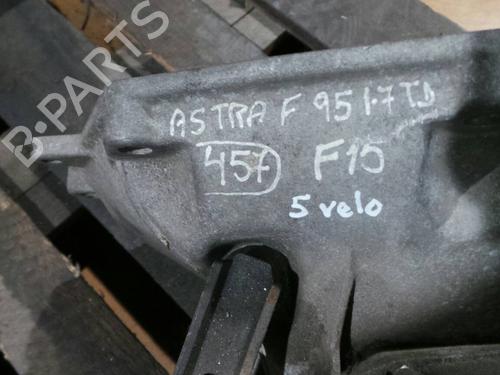 B-PARTS
ASTRA F 95 1.7 TD
457 F15
5 velo